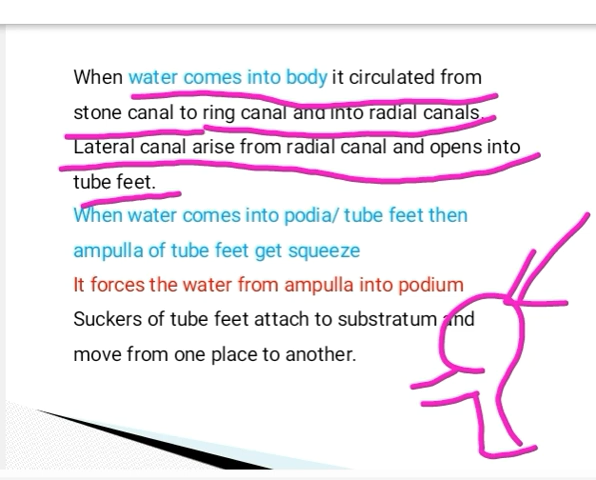 When water comes into body it circulated from
stone canal to ring canal and into radial canals.
Lateral canal arise from radial canal and opens into
tube feet.
When water comes into podia/ tube feet then
ampulla of tube feet get squeeze
It forces the water from ampulla into podium
Suckers of tube feet attach to substratum and
move from one place to another.